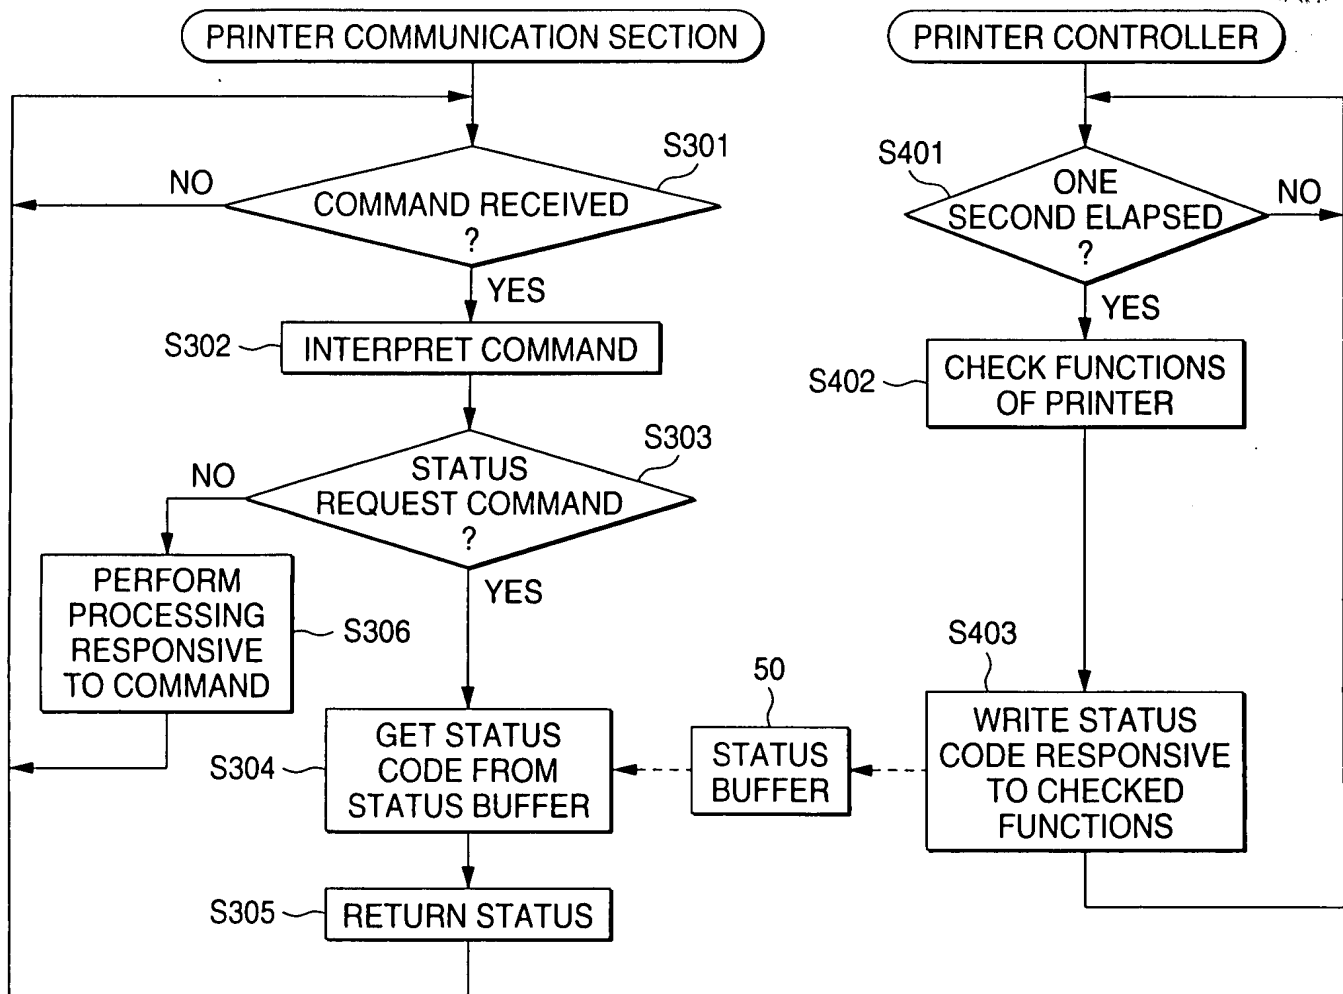 PRINTER COMMUNICATION SECTION
S301
NO
COMMAND RECEIVED
?
YES
S302
INTERPRET COMMAND
S303
NO
STATUS
REQUEST COMMAND
?
YES
PERFORM
PROCESSING
RESPONSIVE
TO COMMAND
S306
S304
GET STATUS
CODE FROM
STATUS BUFFER
S305
RETURN STATUS
50
STATUS
BUFFER
PRINTER CONTROLLER
S401
ONE
SECOND ELAPSED
?
NO
YES
S402
CHECK FUNCTIONS
OF PRINTER
S403
WRITE STATUS
CODE RESPONSIVE
TO CHECKED
FUNCTIONS